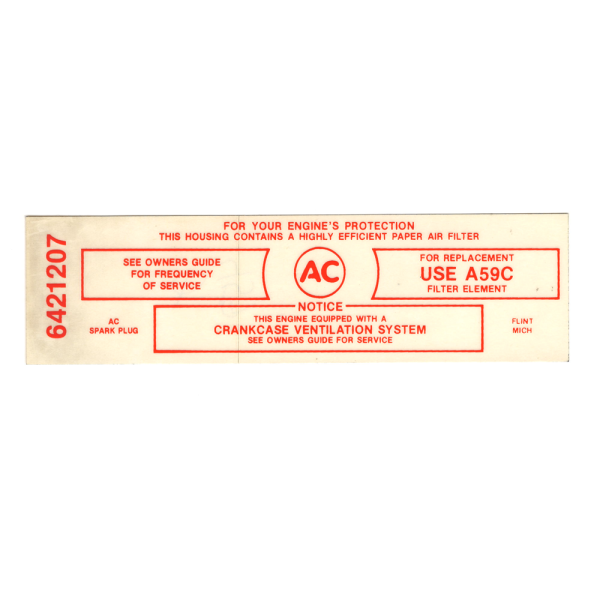 6421207
FOR YOUR ENGINE'S PROTECTION
THIS HOUSING CONTAINS A HIGHLY EFFICIENT PAPER AIR FILTER
SEE OWNERS GUIDE
FOR FREQUENCY
OF SERVICE
AC
FOR REPLACEMENT
USE A59C
FILTER ELEMENT
NOTICE
THIS ENGINE EQUIPPED WITH A
CRANKCASE VENTILATION SYSTEM
SEE OWNERS GUIDE FOR SERVICE
AC
SPARK PLUG
FLINT
MICH